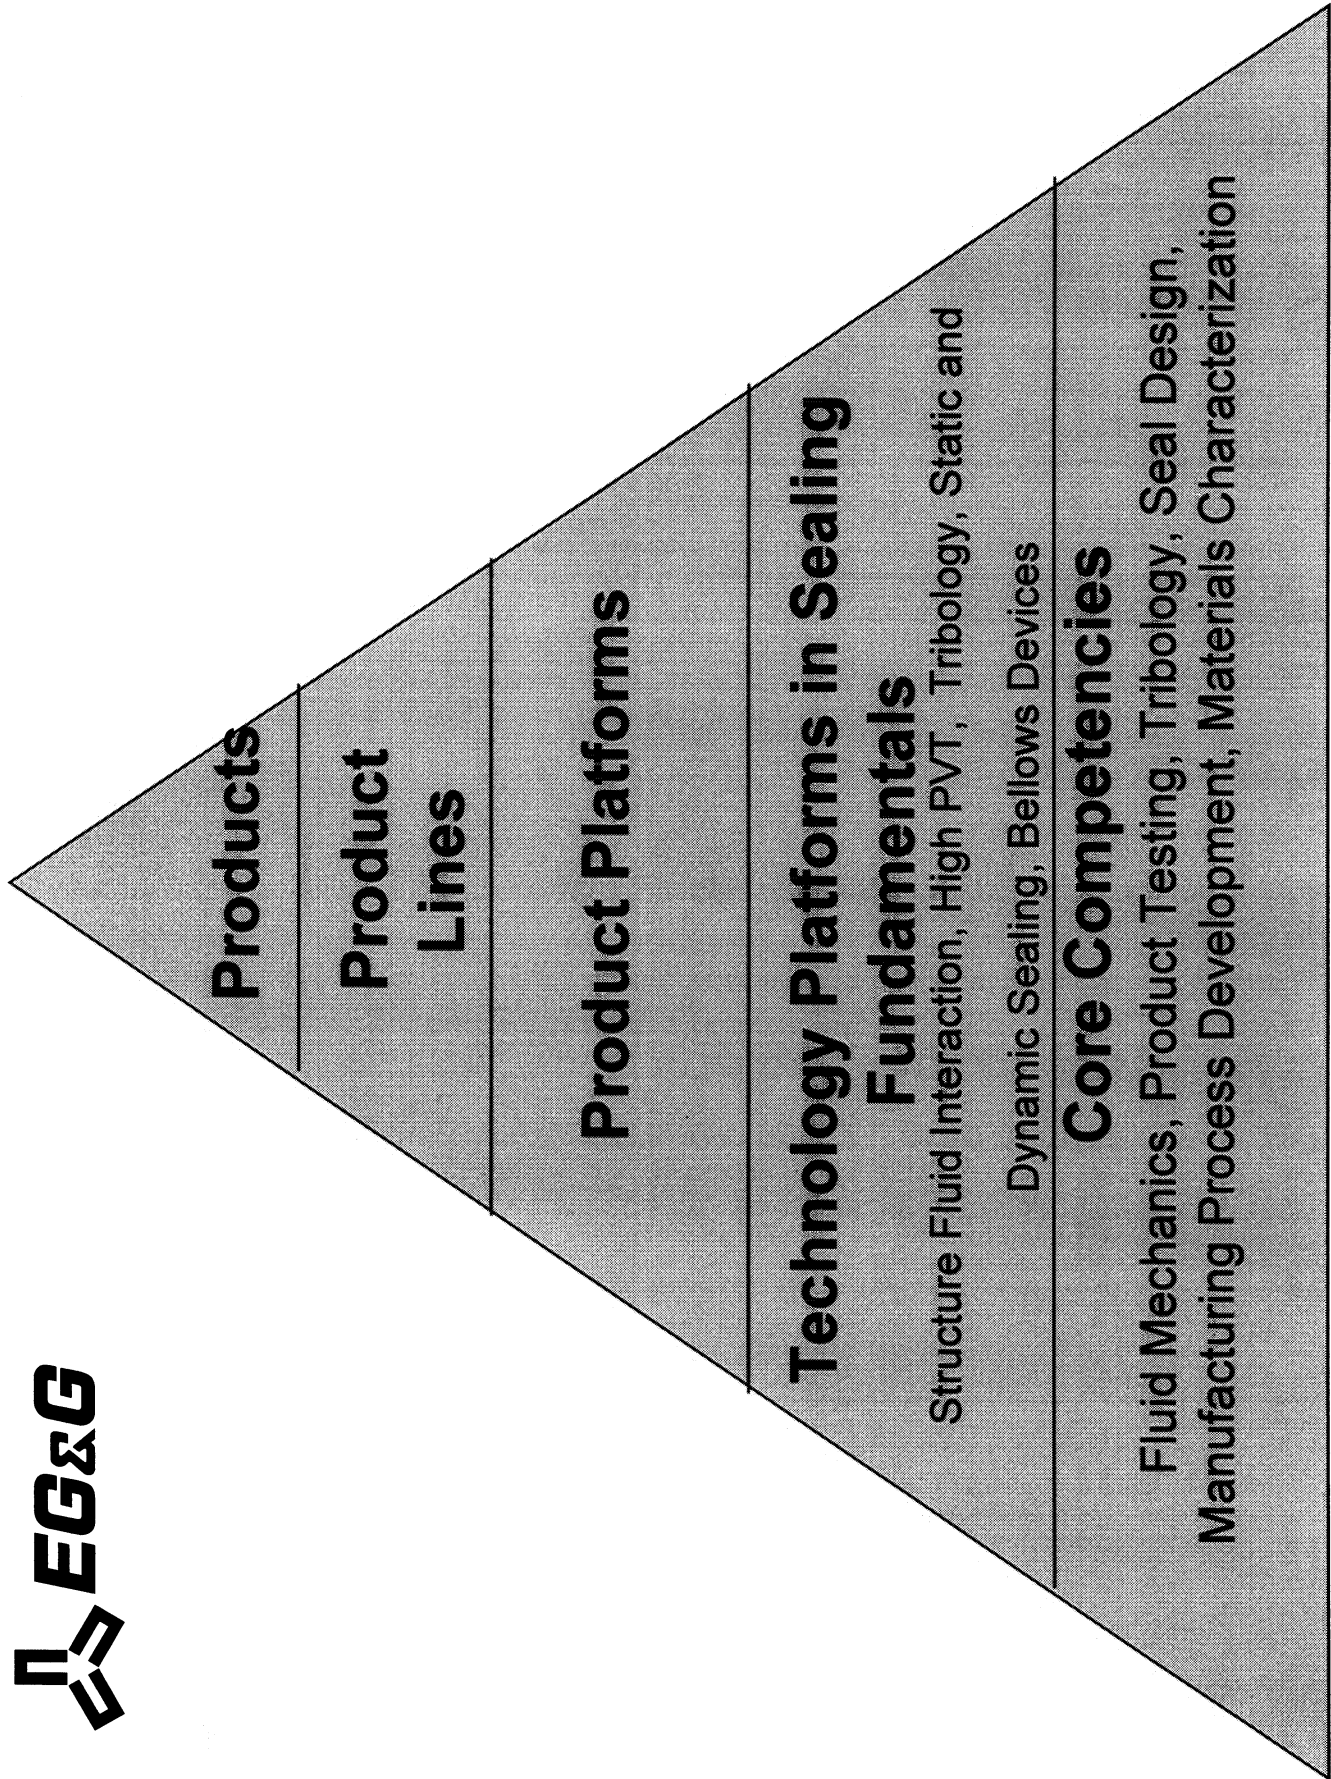 EG&G
Products
Product
Lines
Product Platforms
Technology Platforms in Sealing
Fundamentals
Structure Fluid Interaction, High PVT, Tribology, Static and
Dynamic Sealing, Bellows Devices
Core Competencies
Fluid Mechanics, Product Testing, Tribology, Seal Design,
Manufacturing Process Development, Materials Characterization